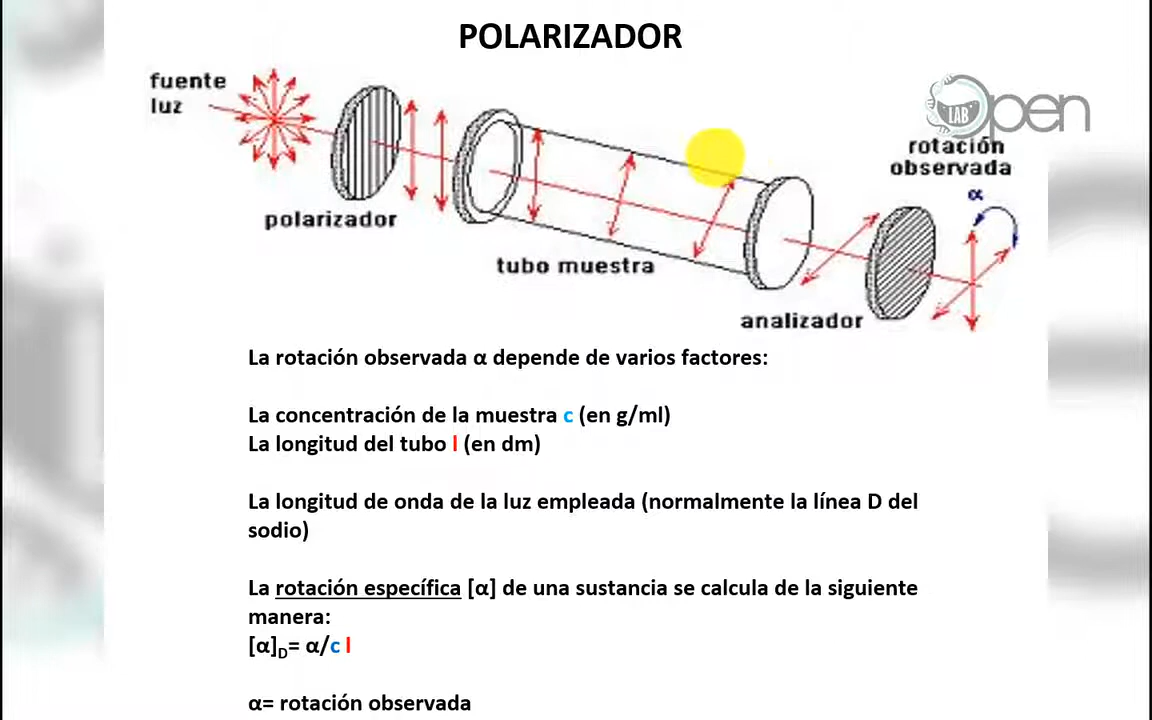 POLARIZADOR
fuente
luz
Open
LAB
rotación
observada
α
polarizador
tubo muestra
analizador
La rotación observada α depende de varios factores:
La concentración de la muestra c (en g/ml)
La longitud del tubo l (en dm)
La longitud de onda de la luz empleada (normalmente la línea D del
sodio)
La rotación específica [α] de una sustancia se calcula de la siguiente
manera:
[α]D= α/c l
α= rotación observada